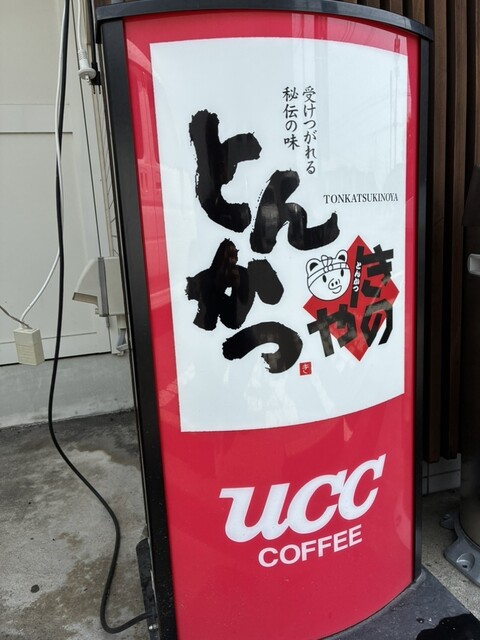 受けつがれる
秘伝の味
とん
かつ
き
TONKATSUKINOYA
とんかつ
きの
や
ucc
COFFEE